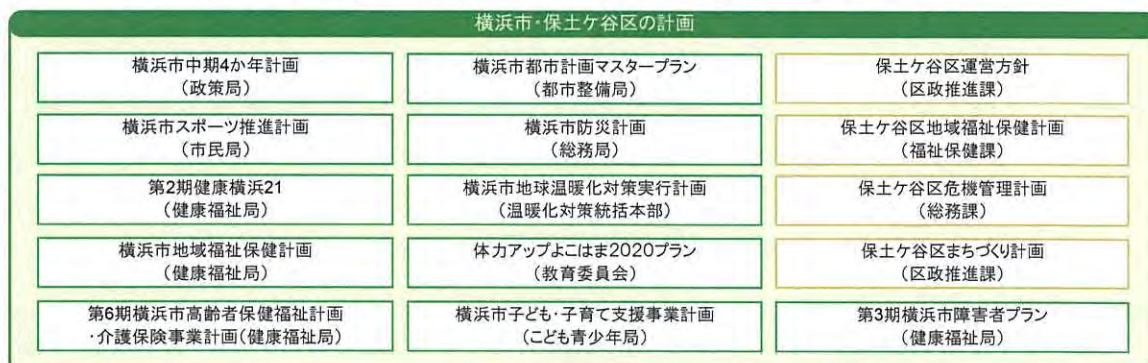 横浜市・保土ケ谷区の計画
横浜市中期4か年計画
(政策局)
横浜市都市計画マスタープラン
(都市整備局)
保土ケ谷区運営方針
(区政推進課)
横浜市スポーツ推進計画
(市民局)
横浜市防災計画
(総務局)
保土ケ谷区地域福祉保健計画
(福祉保健課)
第2期健康横浜21
(健康福祉局)
横浜市地球温暖化対策実行計画
(温暖化対策統括本部)
保土ケ谷区危機管理計画
(総務課)
横浜市地域福祉保健計画
(健康福祉局)
体力アップよこはま2020プラン
(教育委員会)
保土ケ谷区まちづくり計画
(区政推進課)
第6期横浜市高齢者保健福祉計画
・介護保険事業計画(健康福祉局)
横浜市子ども・子育て支援事業計画
(こども青少年局)
第3期横浜市障害者プラン
(健康福祉局)